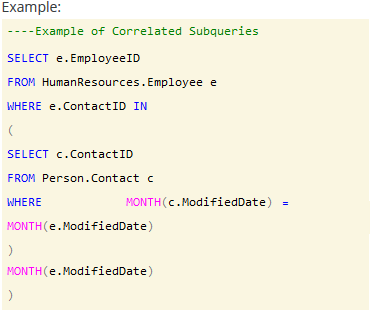 Example:
----Example of Correlated Subqueries
SELECT e.EmployeeID
FROM HumanResources.Employee e
WHERE e.ContactID IN
(
SELECT c.ContactID
FROM Person.Contact c
WHERE MONTH(c.ModifiedDate) =
MONTH(e.ModifiedDate)
)
MONTH(e.ModifiedDate)
)